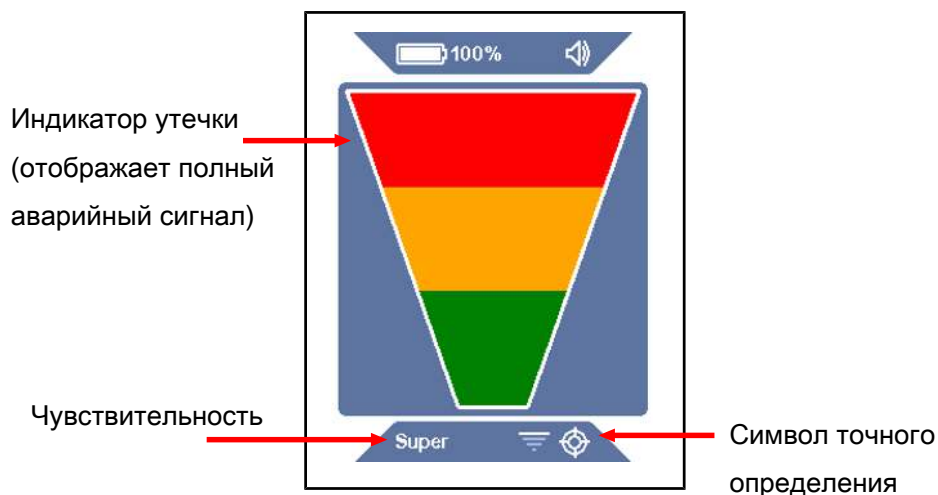 100%
Индикатор утечки
(отображает полный
аварийный сигнал)
Чувствительность
Super
Символ точного
определения